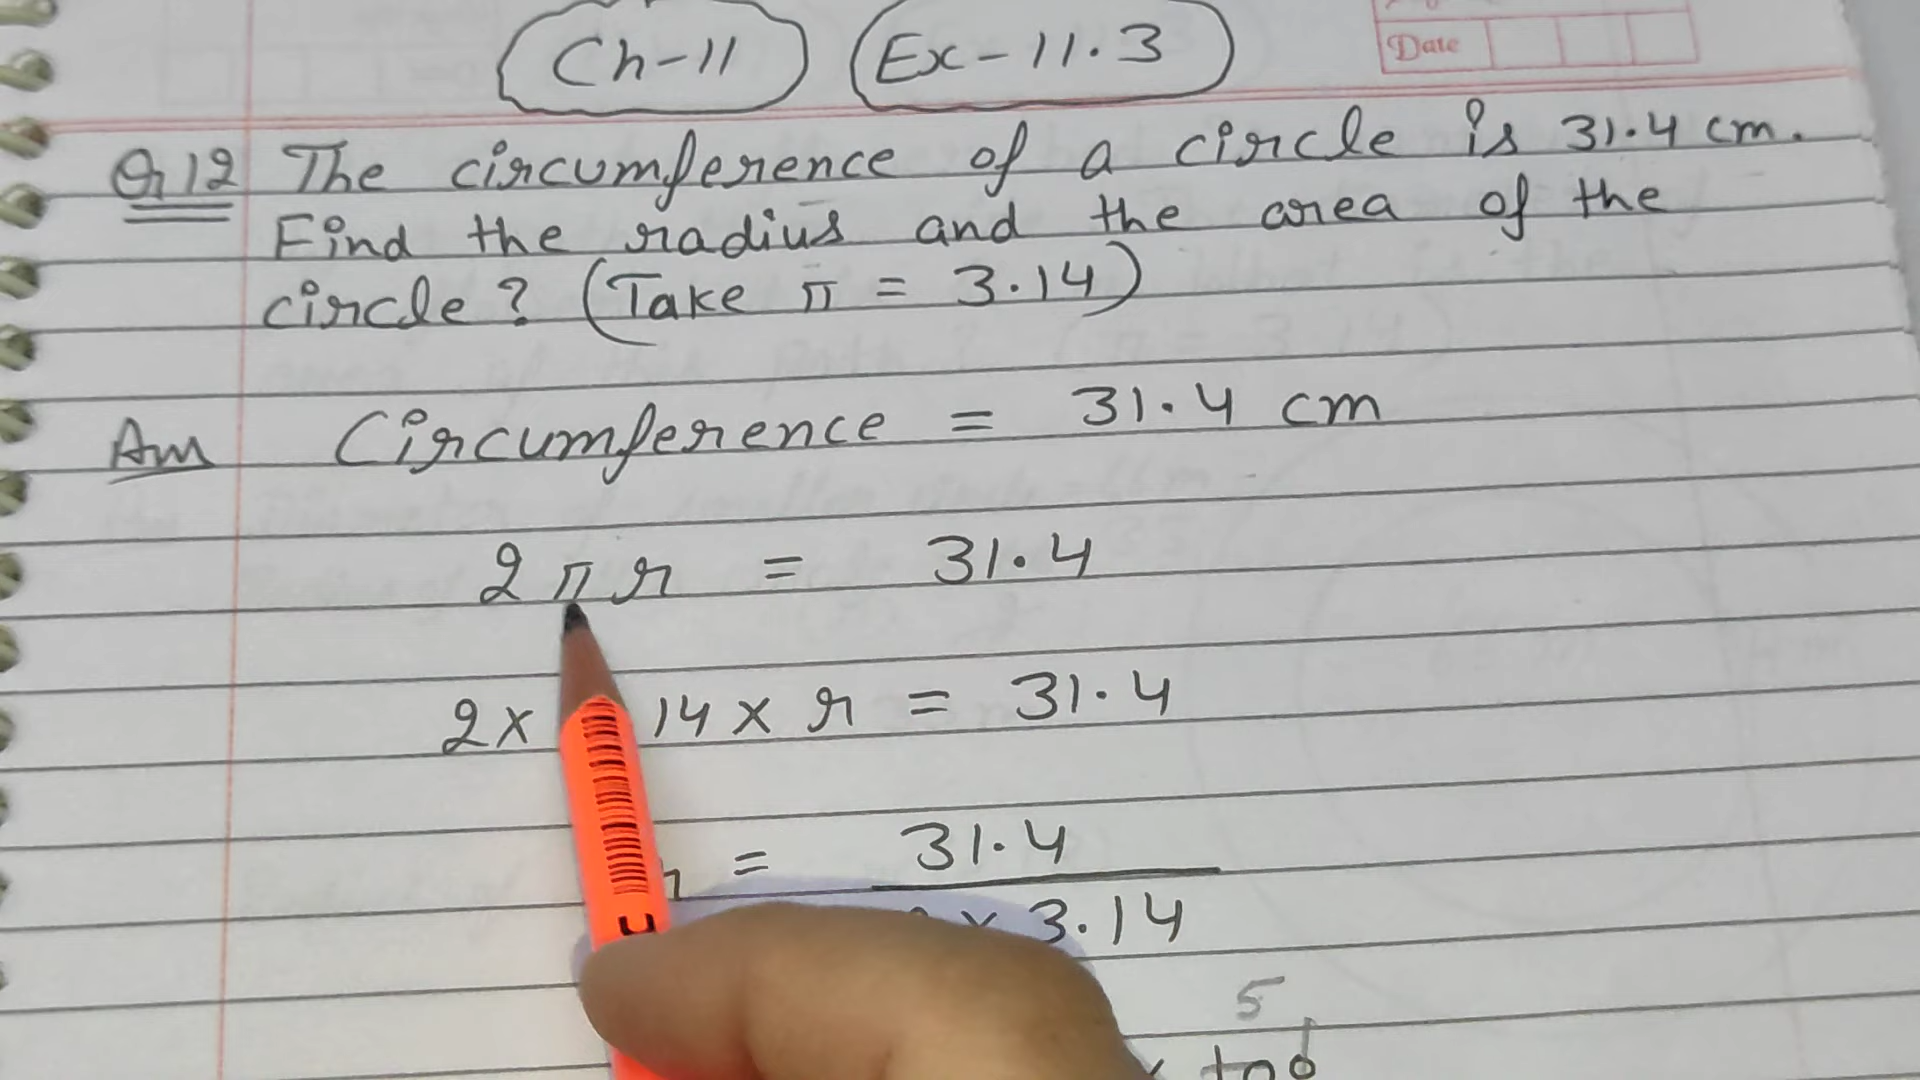 Ch-11 Ex-11.3
Date
Q12 The circumference of a circle is 31.4 cm.
Find the radius and the area of the
circle? (Take π = 3.14)
Ans Circumference = 31.4 cm
2πr = 31.4
2× 14 × r = 31.4
= 31.4
× 3.14
5